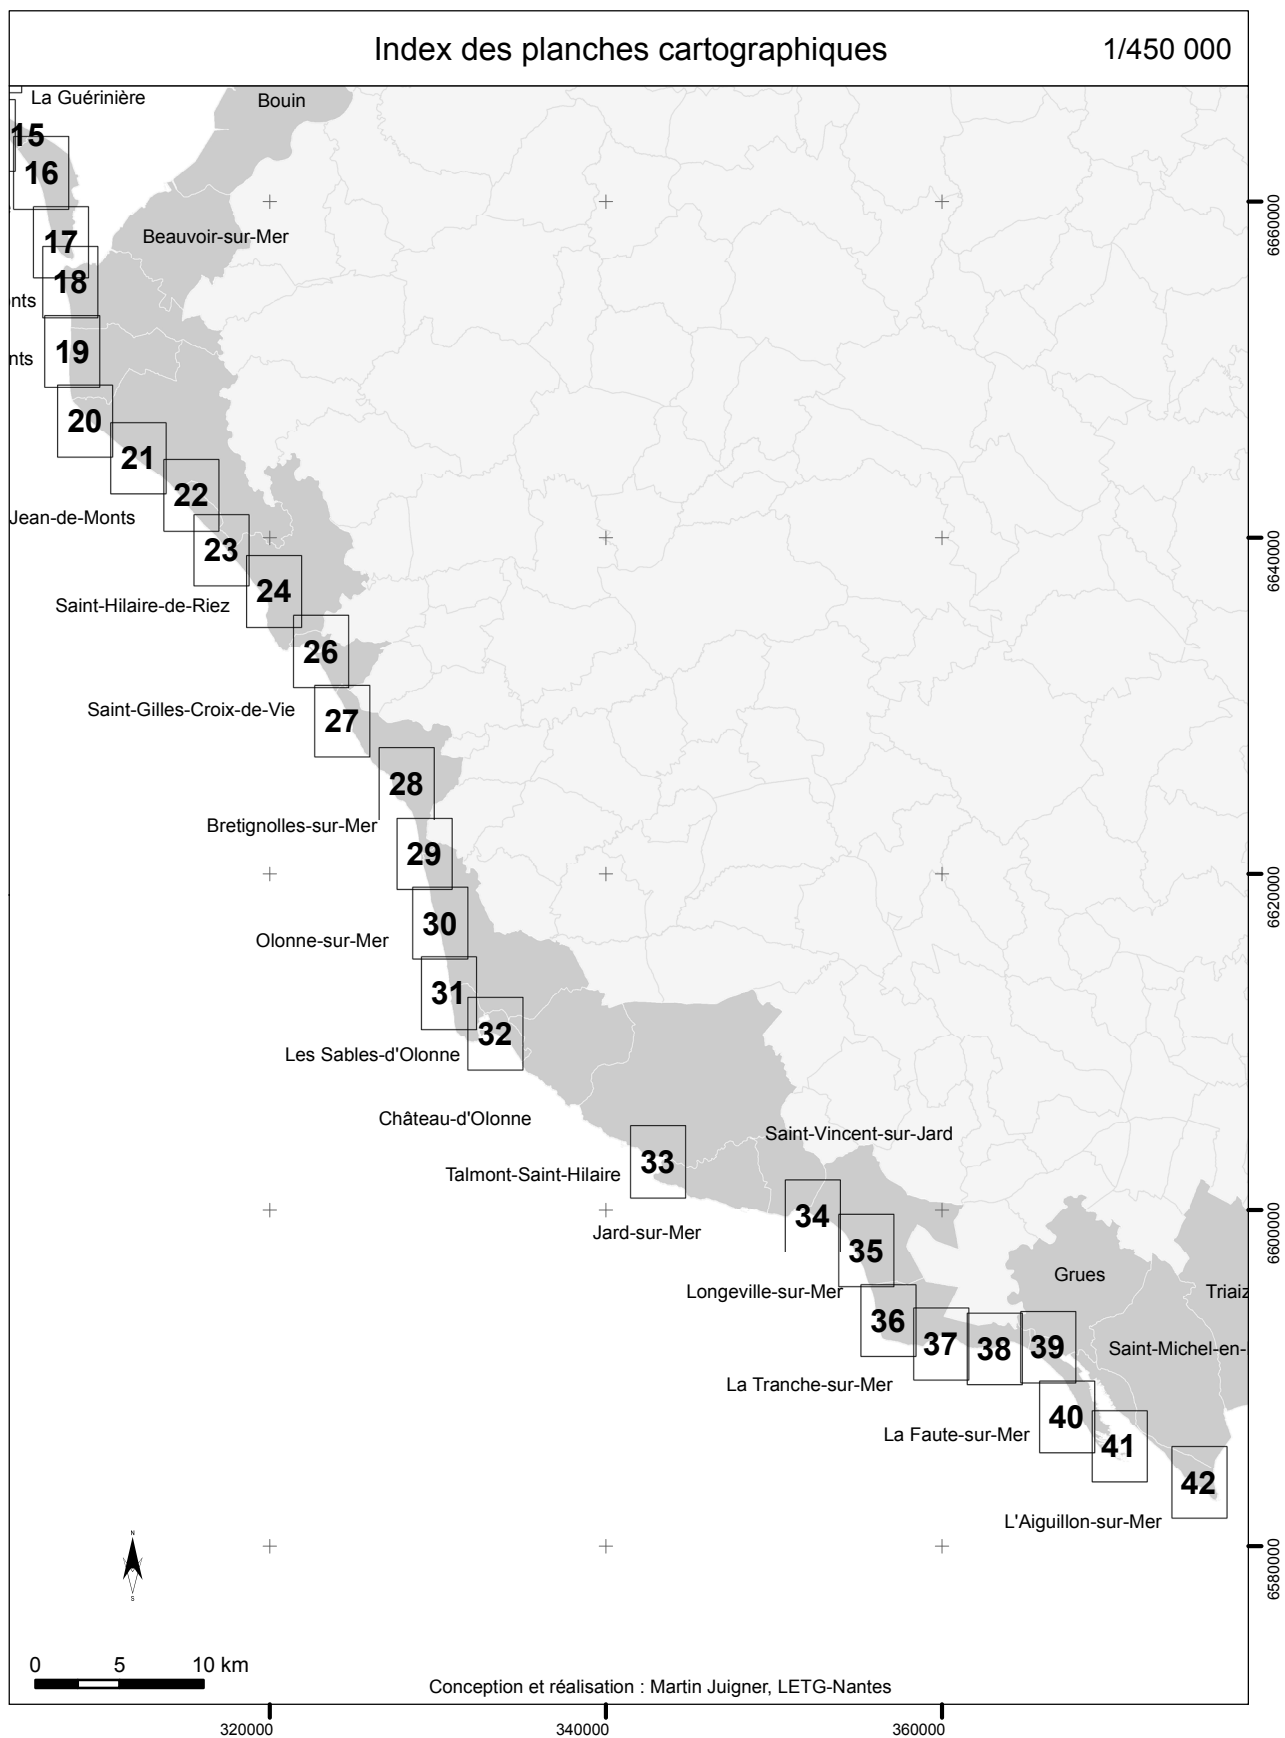 Index des planches cartographiques
1/450 000
La Guérinière
Bouin
15
16
6660000
17
Beauvoir-sur-Mer
18
nts
19
nts
20
21
22
Jean-de-Monts
23
6640000
24
Saint-Hilaire-de-Riez
26
Saint-Gilles-Croix-de-Vie
27
28
Bretignolles-sur-Mer
29
6620000
30
Olonne-sur-Mer
31
32
Les Sables-d'Olonne
Château-d'Olonne
Saint-Vincent-sur-Jard
33
Talmont-Saint-Hilaire
34
6600000
Jard-sur-Mer
35
Grues
Longeville-sur-Mer
Triaiz
36
37
38
39
Saint-Michel-en-
La Tranche-sur-Mer
40
La Faute-sur-Mer
41
42
L'Aiguillon-sur-Mer
6580000
N
S
0 5 10 km
Conception et réalisation : Martin Juigner, LETG-Nantes
320000
340000
360000